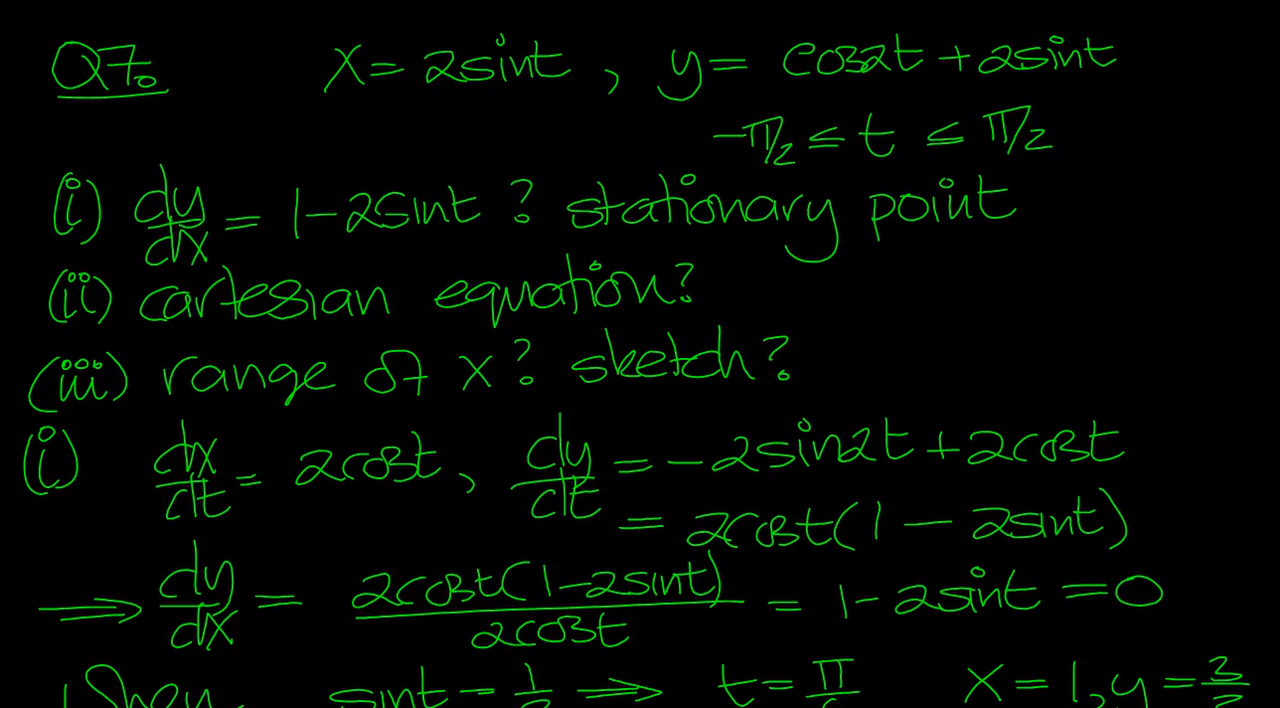 Q7. x = 2sint, y = cos2t + 2sint
-π/2 ≤ t ≤ π/2
(i) dy/dx = 1-2sint ? stationary point
(ii) cartesian equation?
(iii) range of x? sketch?
(i) dx/dt = 2cost, dy/dt = -2sin2t + 2cost
= 2cost(1 - 2sint)
⇒ dy/dx = 2cost(1-2sint)/2cost = 1-2sint = 0
when sint = 1/2 ⇒ t = π/6 x = 1, y = 3/2